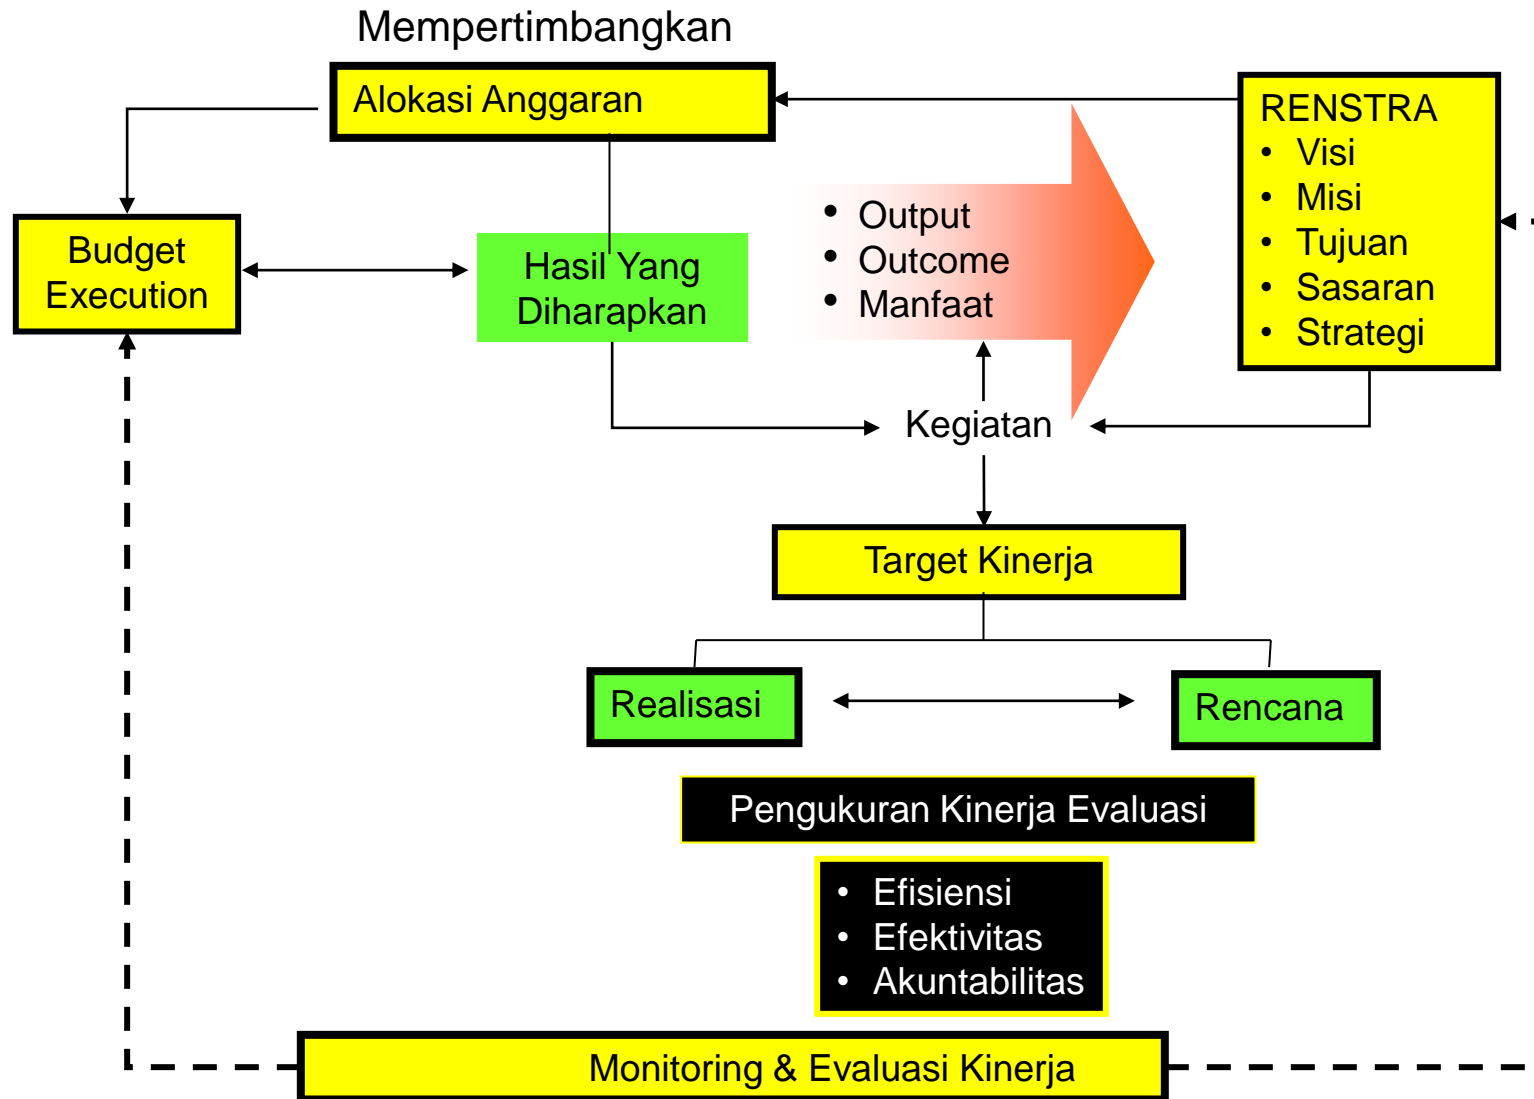 Mempertimbangkan
Alokasi Anggaran
RENSTRA
• Visi
• Misi
• Tujuan
• Sasaran
• Strategi
Budget
Execution
Hasil Yang
Diharapkan
• Output
• Outcome
• Manfaat
Kegiatan
Target Kinerja
Realisasi
Rencana
Pengukuran Kinerja Evaluasi
• Efisiensi
• Efektivitas
• Akuntabilitas
Monitoring & Evaluasi Kinerja